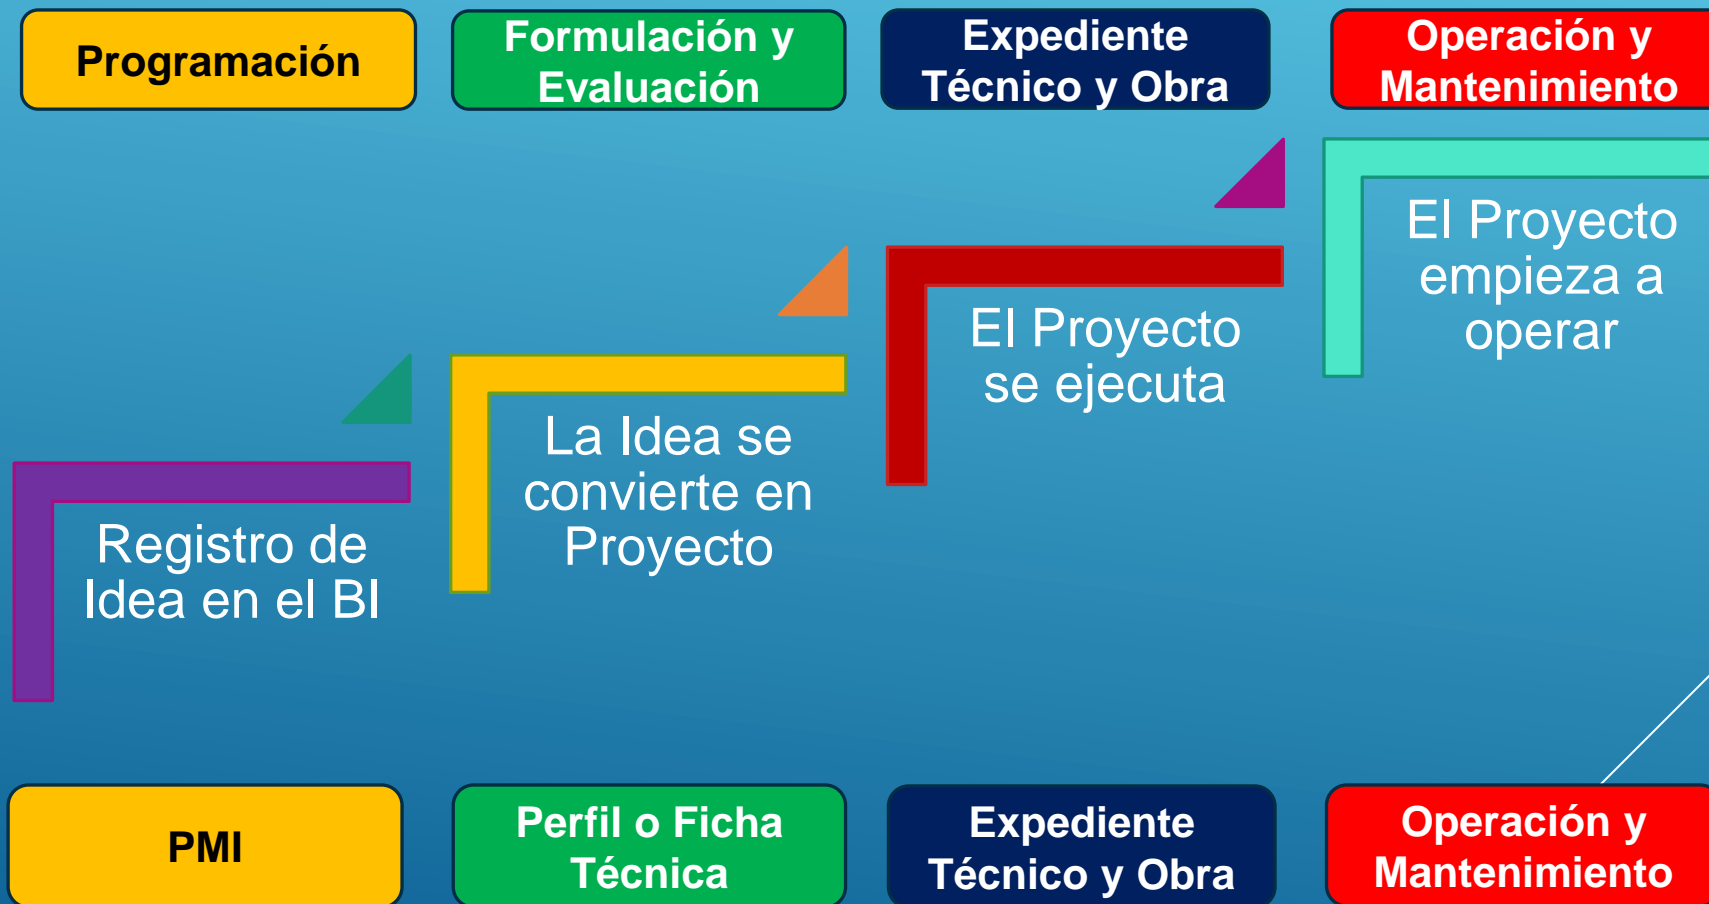 Programación
Formulación y
Evaluación
Expediente
Técnico y Obra
Operación y
Mantenimiento
Registro de
Idea en el BI
La Idea se
convierte en
Proyecto
El Proyecto
se ejecuta
El Proyecto
empieza a
operar
PMI
Perfil o Ficha
Técnica
Expediente
Técnico y Obra
Operación y
Mantenimiento